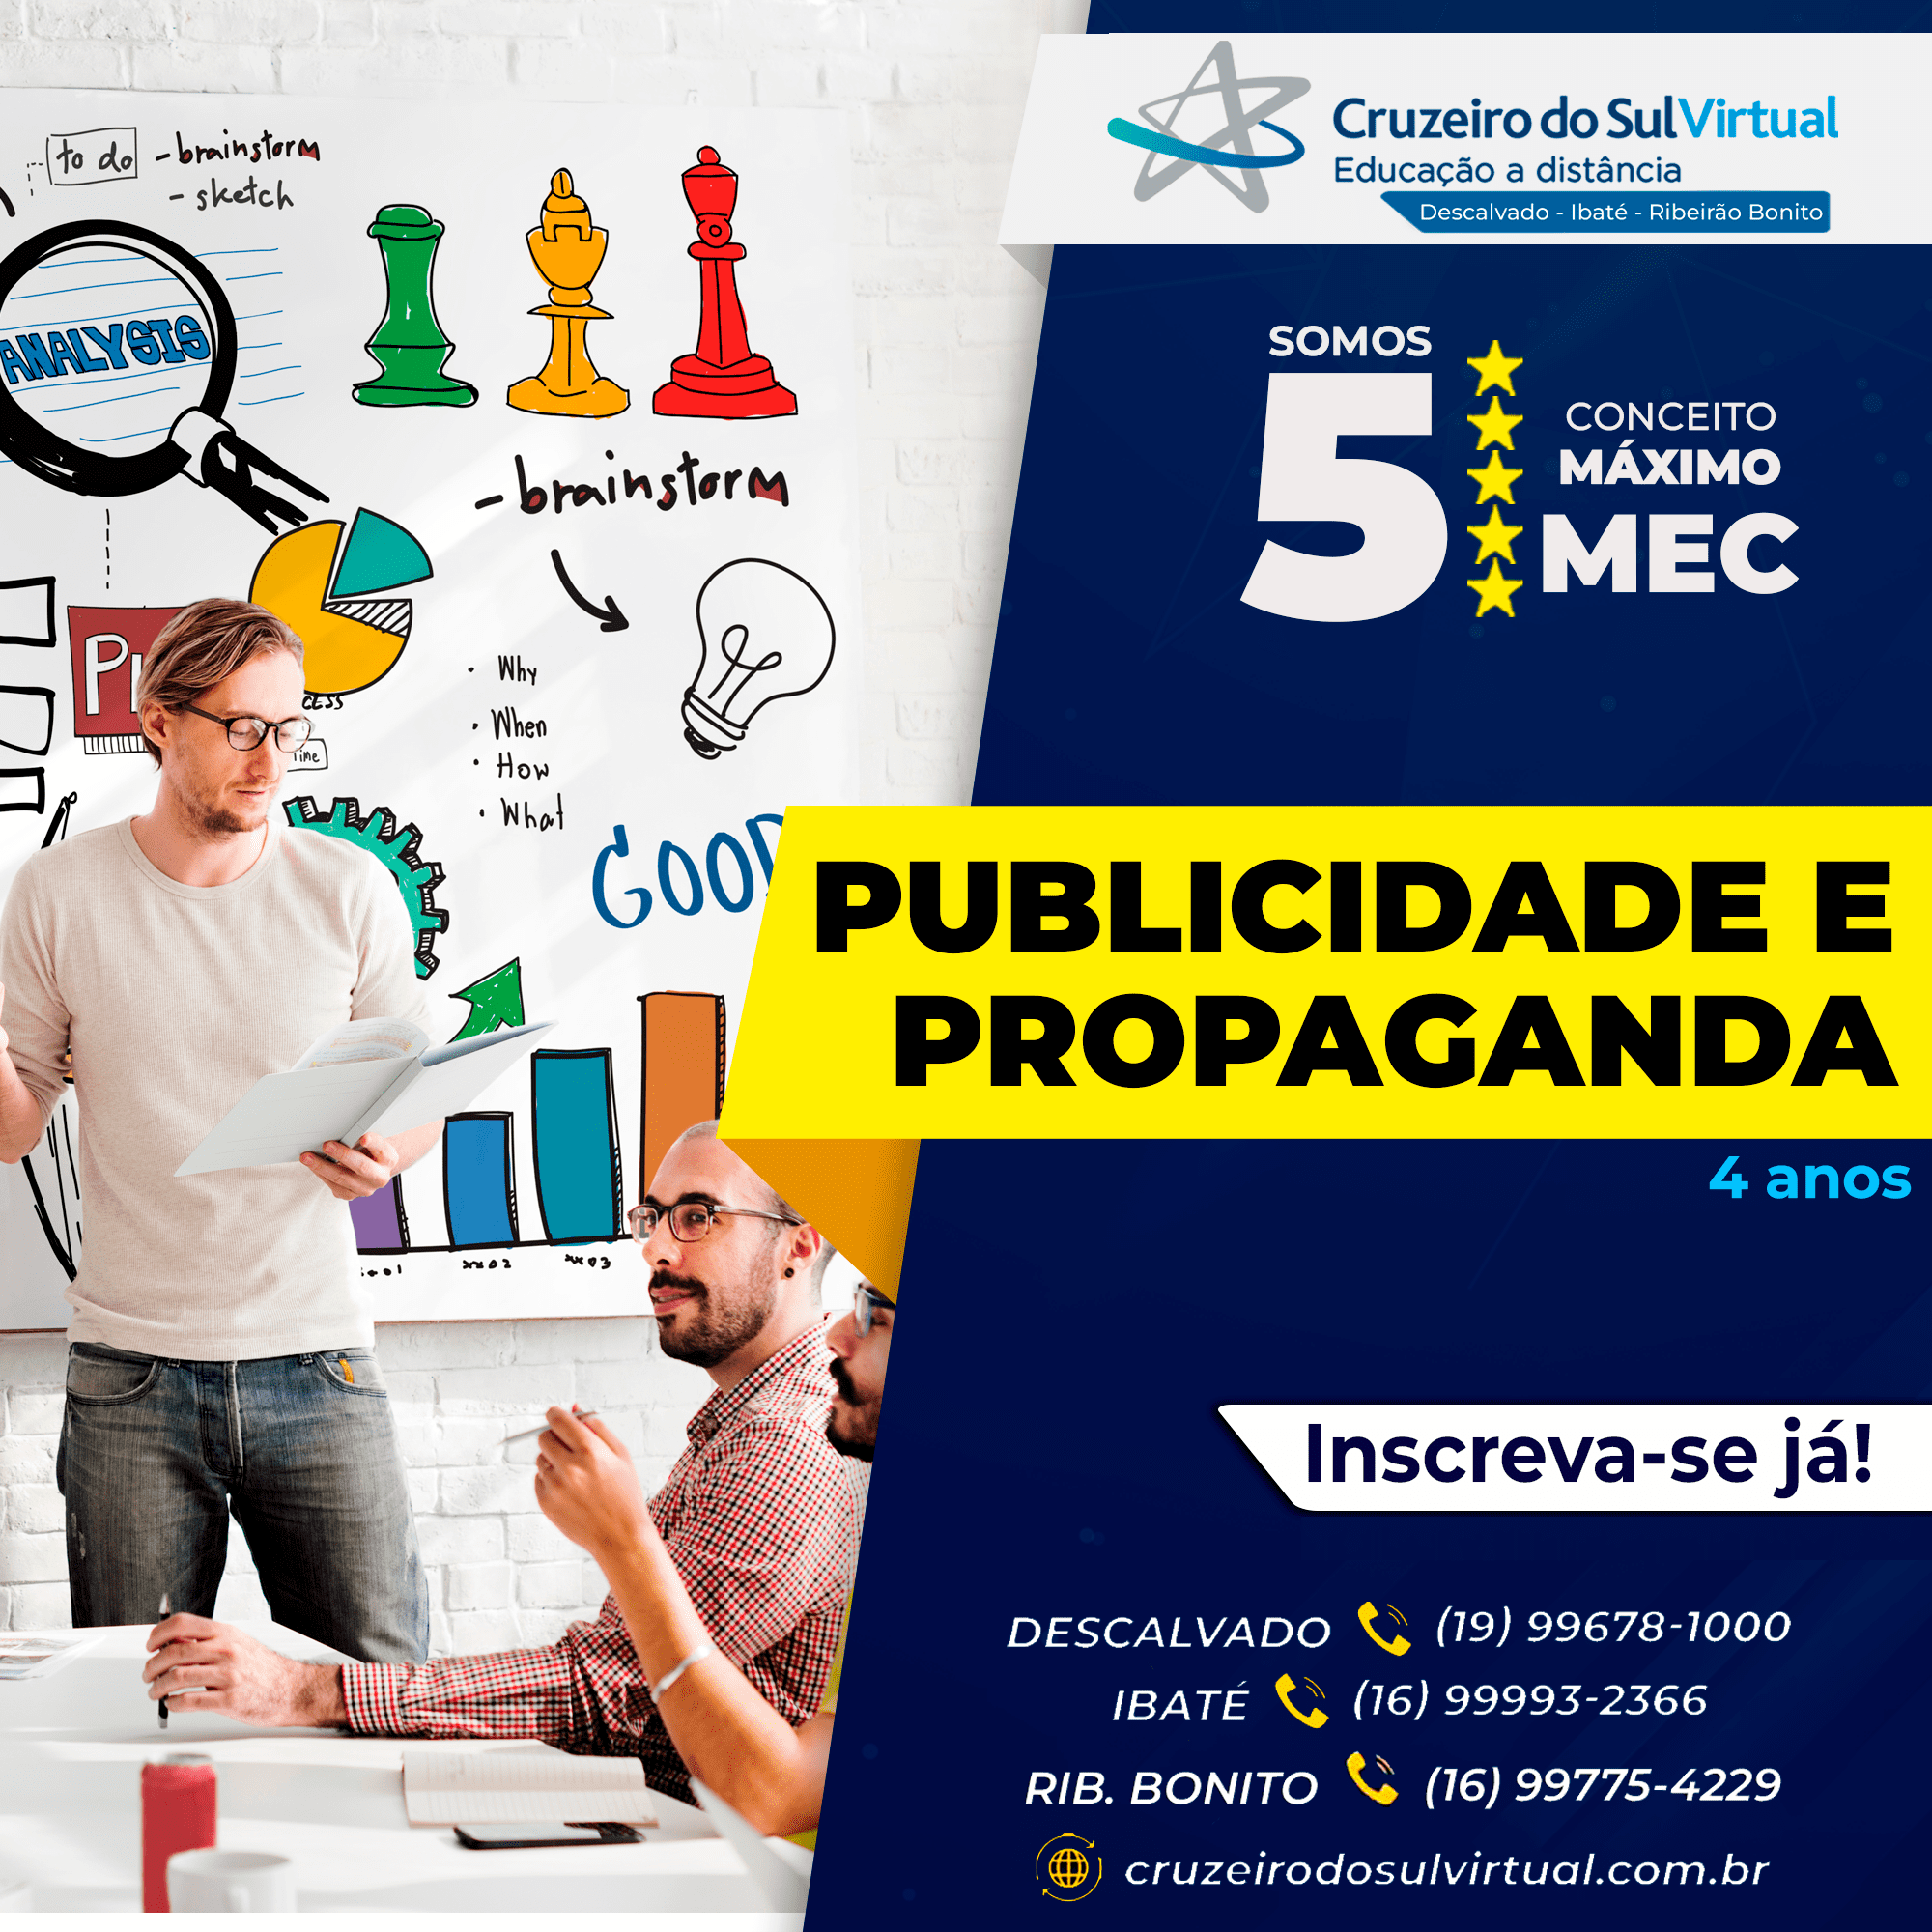 to do
- brainstorm
- sketch
ANALYSIS
- brainstorm
· Why
· When
· How
· What
Cruzeiro do Sul Virtual
Educação a distância
Descalvado - Ibaté - Ribeirão Bonito
SOMOS
5
CONCEITO
MÁXIMO
MEC
PUBLICIDADE E
PROPAGANDA
4 anos
Inscreva-se já!
DESCALVADO (19) 99678-1000
IBATÉ (16) 99993-2366
RIB. BONITO (16) 99775-4229
cruzeirodosulvirtual.com.br